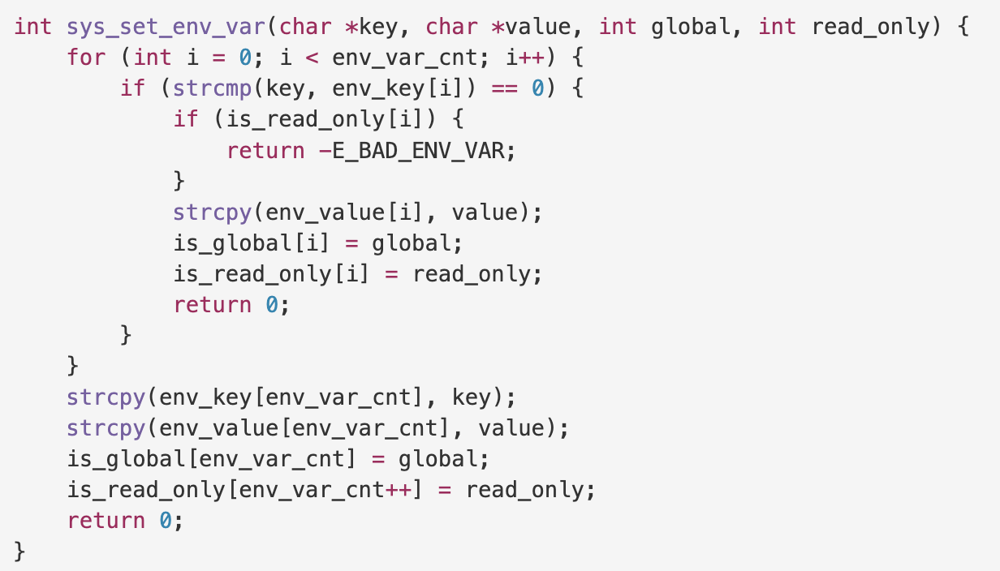 int sys_set_env_var(char *key, char *value, int global, int read_only) {
    for (int i = 0; i < env_var_cnt; i++) {
        if (strcmp(key, env_key[i]) == 0) {
            if (is_read_only[i]) {
                return -E_BAD_ENV_VAR;
            }
            strcpy(env_value[i], value);
            is_global[i] = global;
            is_read_only[i] = read_only;
            return 0;
        }
    }
    strcpy(env_key[env_var_cnt], key);
    strcpy(env_value[env_var_cnt], value);
    is_global[env_var_cnt] = global;
    is_read_only[env_var_cnt++] = read_only;
    return 0;
}